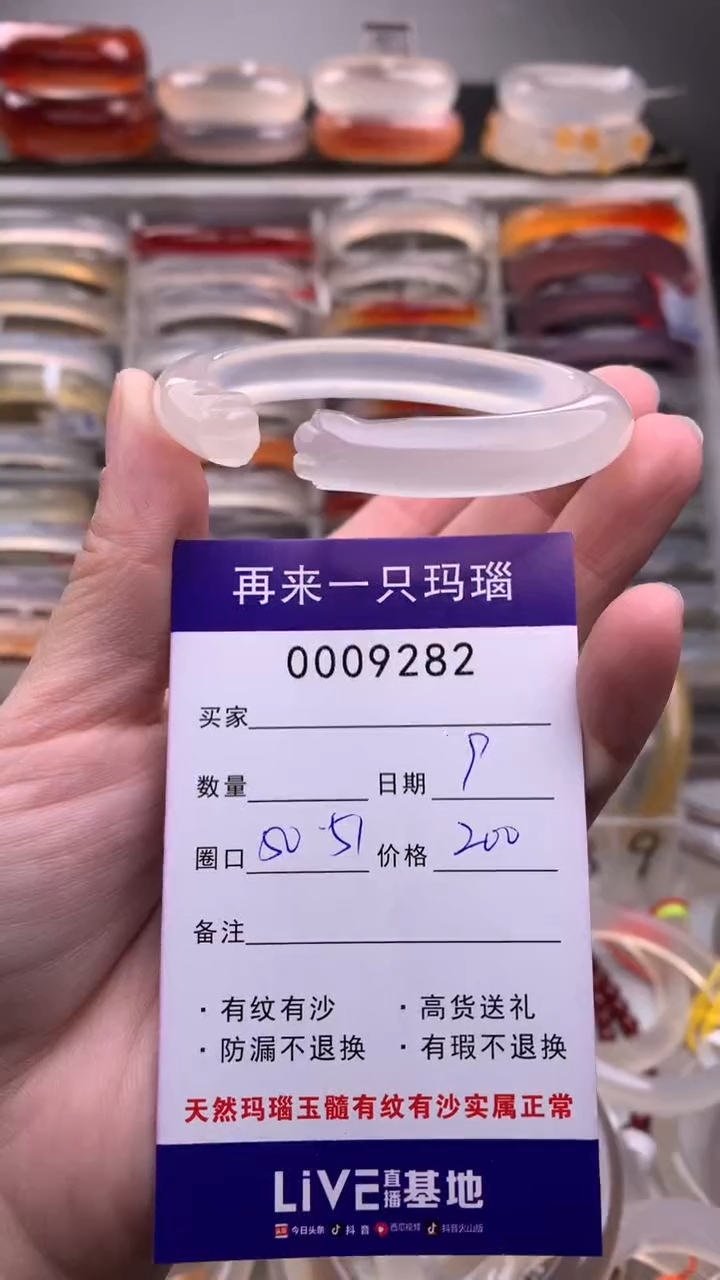 再来一只玛瑙
0009282
买家
数量 日期 9
圈口 50-51 价格 200
备注
·有纹有沙 ·高货送礼
·防漏不退换 ·有瑕不退换
天然玛瑙玉髓有纹有沙实属正常
LiVE直播基地
头条 今日头条 抖音 西瓜视频 抖音火山版
9